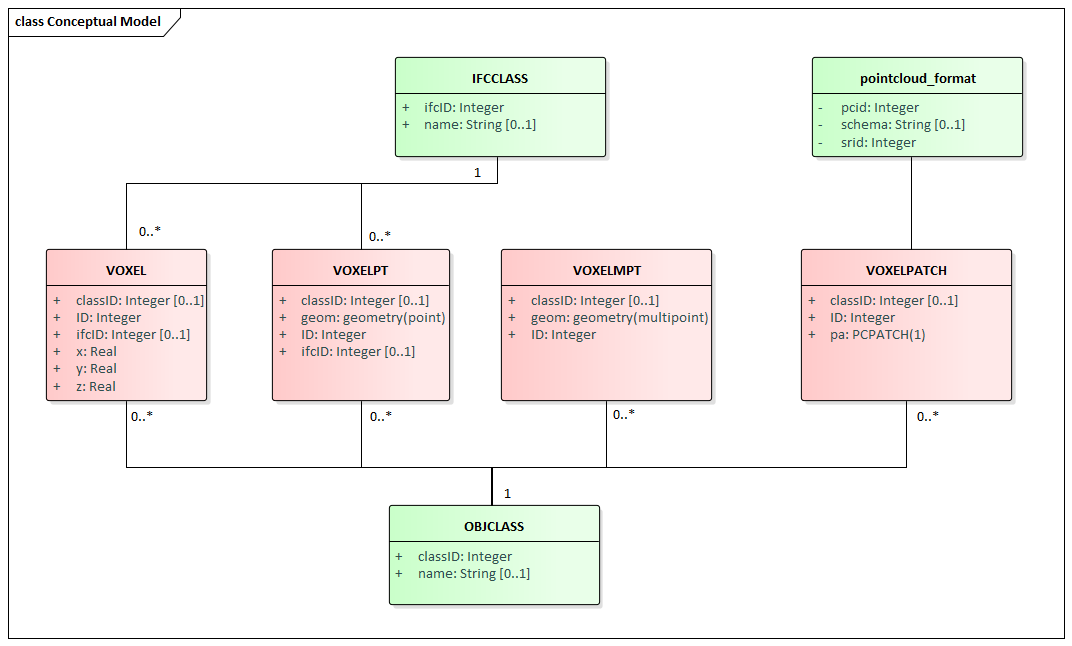 class Conceptual Model
IFCCLASS
+ ifcID: Integer
+ name: String [0..1]
pointcloud_format
- pcid: Integer
- schema: String [0..1]
- srid: Integer
1
0..*
0..*
VOXEL
+ classID: Integer [0..1]
+ ID: Integer
+ ifcID: Integer [0..1]
+ x: Real
+ y: Real
+ z: Real
VOXELPT
+ classID: Integer [0..1]
+ geom: geometry(point)
+ ID: Integer
+ ifcID: Integer [0..1]
VOXELMPT
+ classID: Integer [0..1]
+ geom: geometry(multipoint)
+ ID: Integer
VOXELPATCH
+ classID: Integer [0..1]
+ ID: Integer
+ pa: PCPATCH(1)
0..*
0..*
0..*
0..*
1
OBJCLASS
+ classID: Integer
+ name: String [0..1]